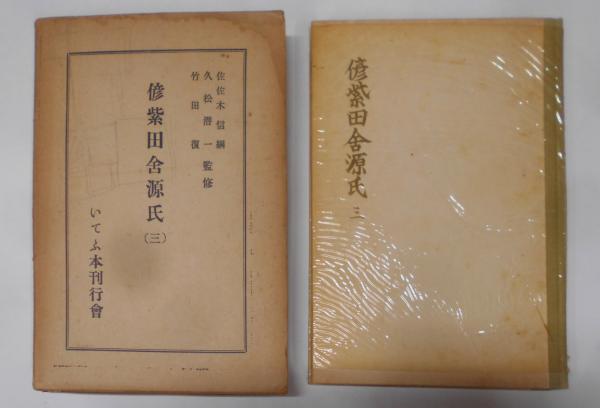 佐佐木信綱
久松潜一監修
竹田復
偐紫田舎源氏
(三)
いてふ本刊行會
偐紫田舎源氏
三